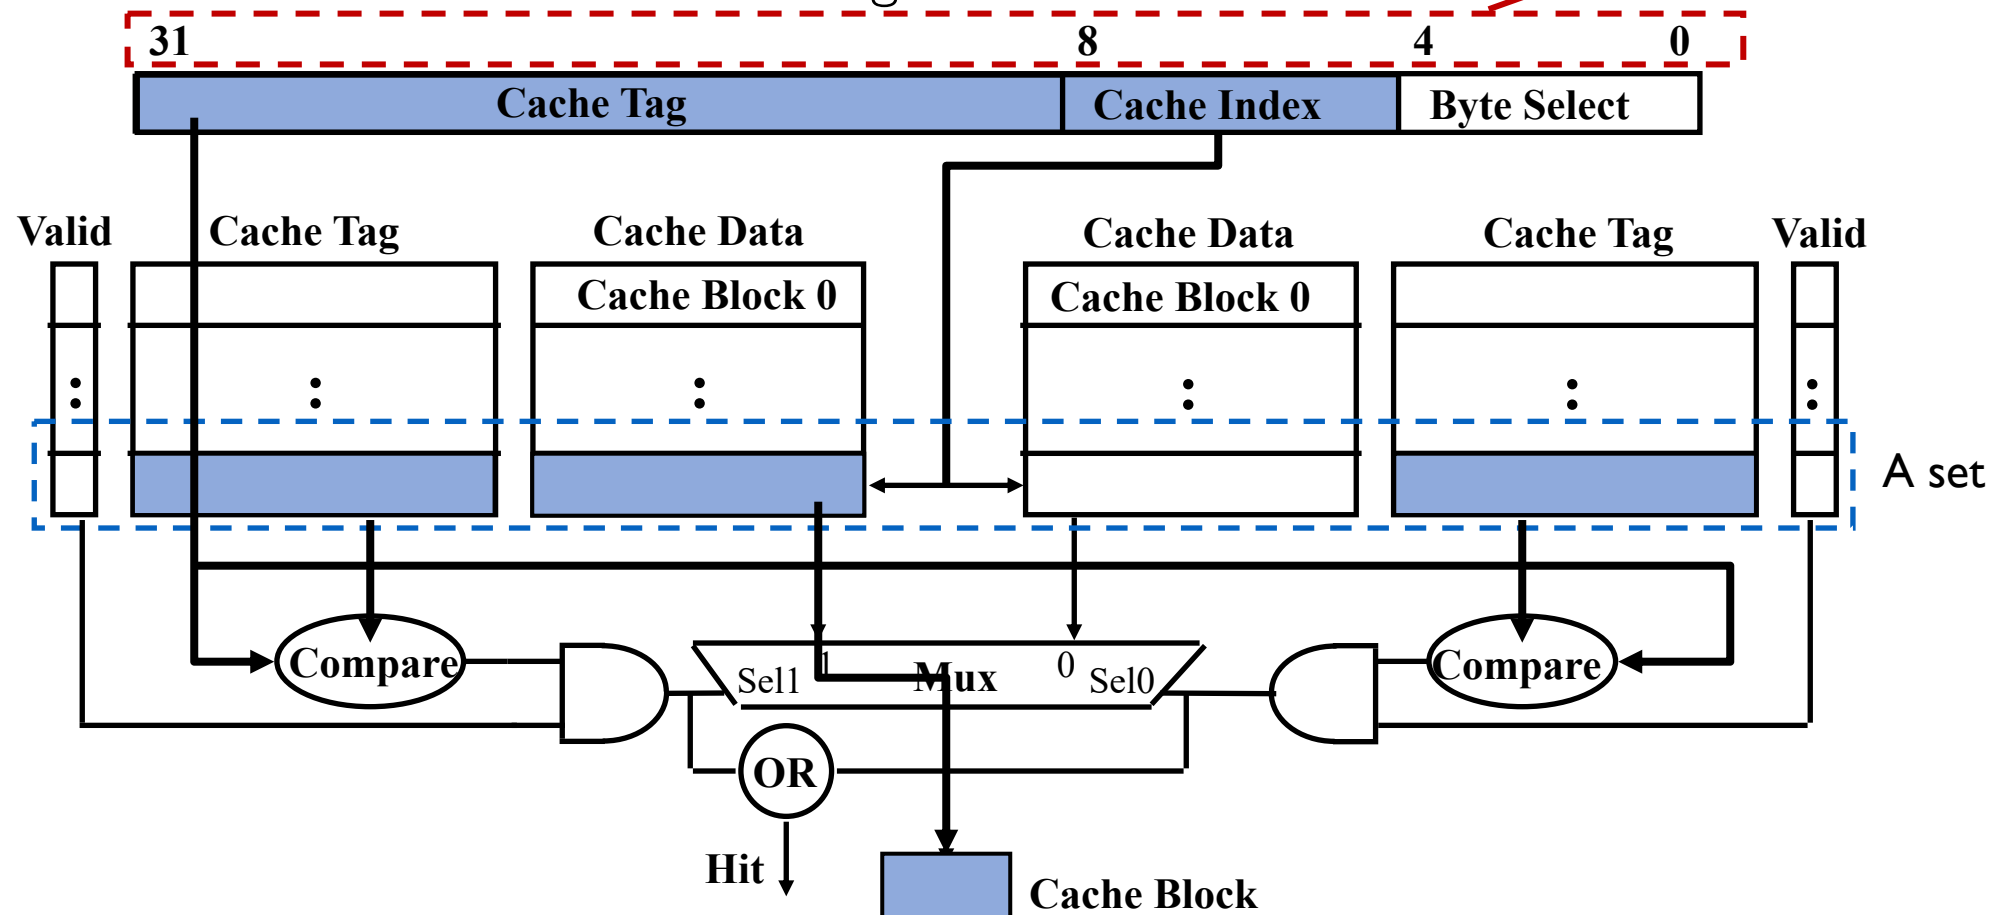 31 8 4 0
Cache Tag Cache Index Byte Select
Valid Cache Tag Cache Data Cache Data Cache Tag Valid
Cache Block 0 Cache Block 0
A set
Compare Sel1 1 Mux 0 Sel0 Compare
OR
Hit
Cache Block